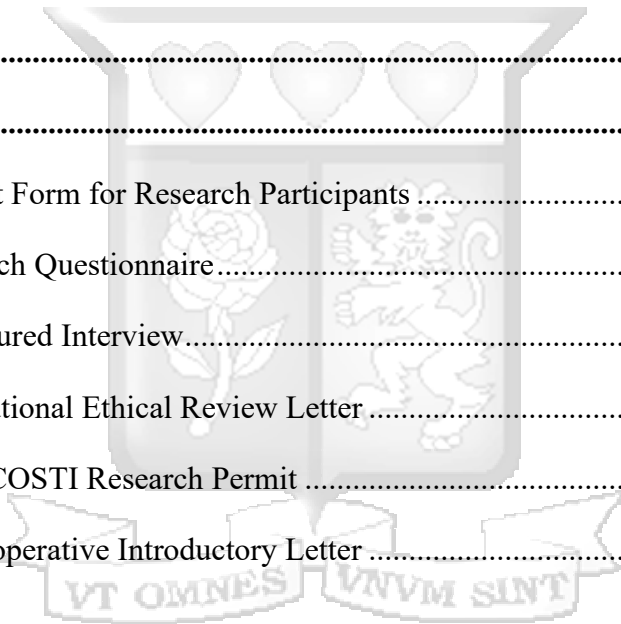 ....................................................................
....................................................................
t Form for Research Participants .........................
ch Questionnaire.....................................................
ured Interview.........................................................
ational Ethical Review Letter ................................
COSTI Research Permit .........................................
operative Introductory Letter ................................
VT OMNES VNVM SINT